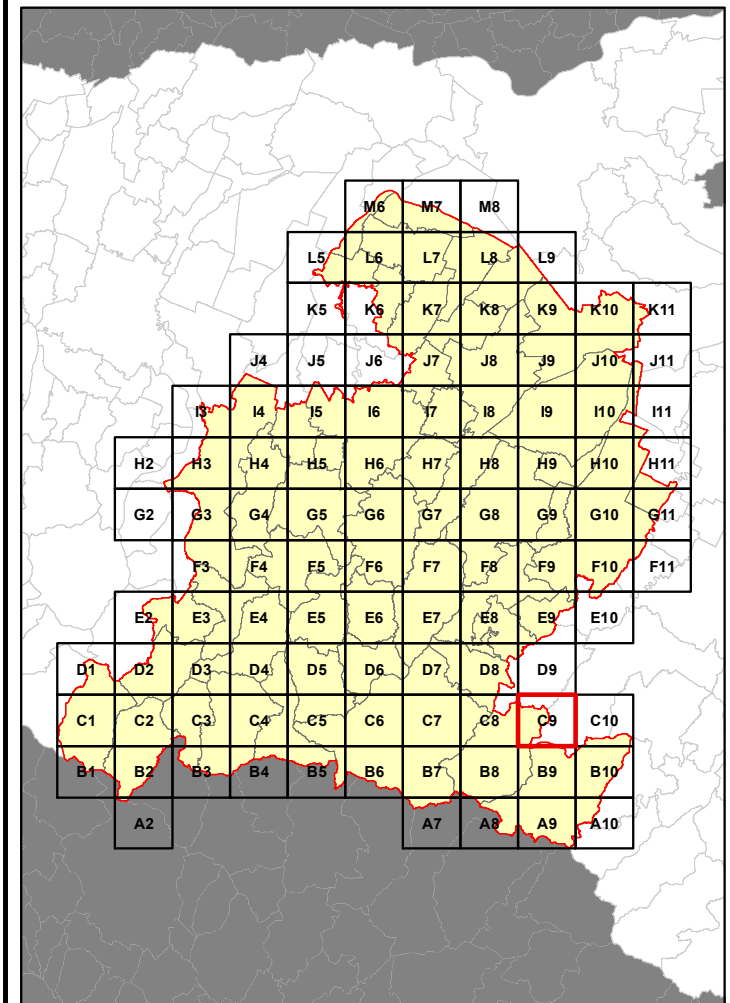 M6 M7 M8
L5 L6 L7 L8 L9
K5 K6 K7 K8 K9 K10 K11
J4 J5 J6 J7 J8 J9 J10 J11
I3 I4 I5 I6 I7 I8 I9 I10 I11
H2 H3 H4 H5 H6 H7 H8 H9 H10 H11
G2 G3 G4 G5 G6 G7 G8 G9 G10 G11
F3 F4 F5 F6 F7 F8 F9 F10 F11
E2 E3 E4 E5 E6 E7 E8 E9 E10
D1 D2 D3 D4 D5 D6 D7 D8 D9
C1 C2 C3 C4 C5 C6 C7 C8 C9 C10
B1 B2 B3 B4 B5 B6 B7 B8 B9 B10
A2 A7 A8 A9 A10